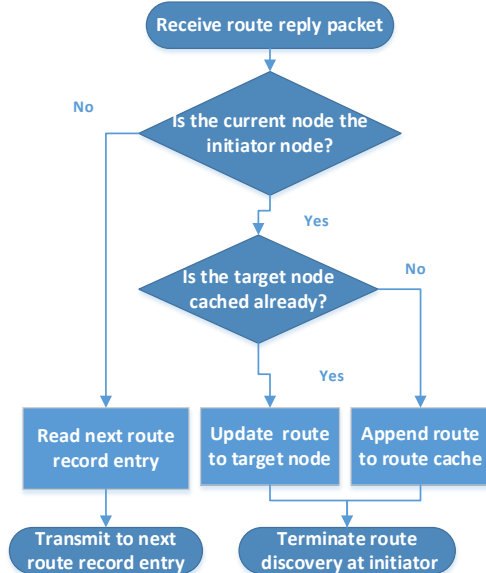 Receive route reply packet
No
Is the current node the
initiator node?
Yes
Is the target node
cached already?
No
Yes
Read next route
record entry
Update route
to target node
Append route
to route cache
Transmit to next
route record entry
Terminate route
discovery at initiator